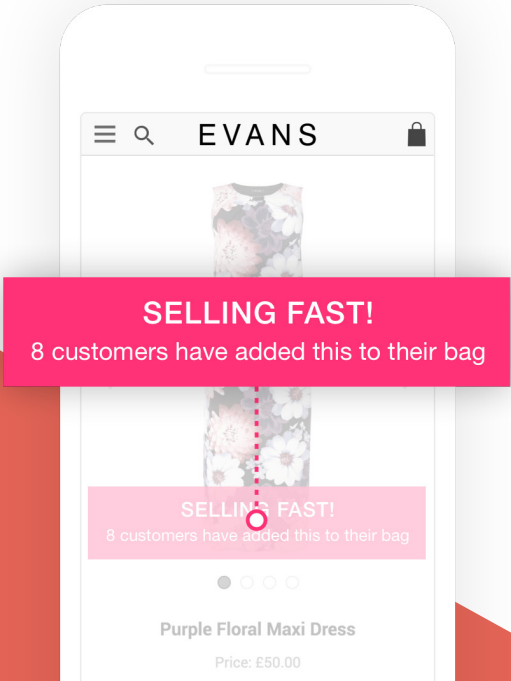 EVANS
SELLING FAST!
8 customers have added this to their bag
SELLING FAST!
8 customers have added this to their bag
Purple Floral Maxi Dress
Price: £50.00